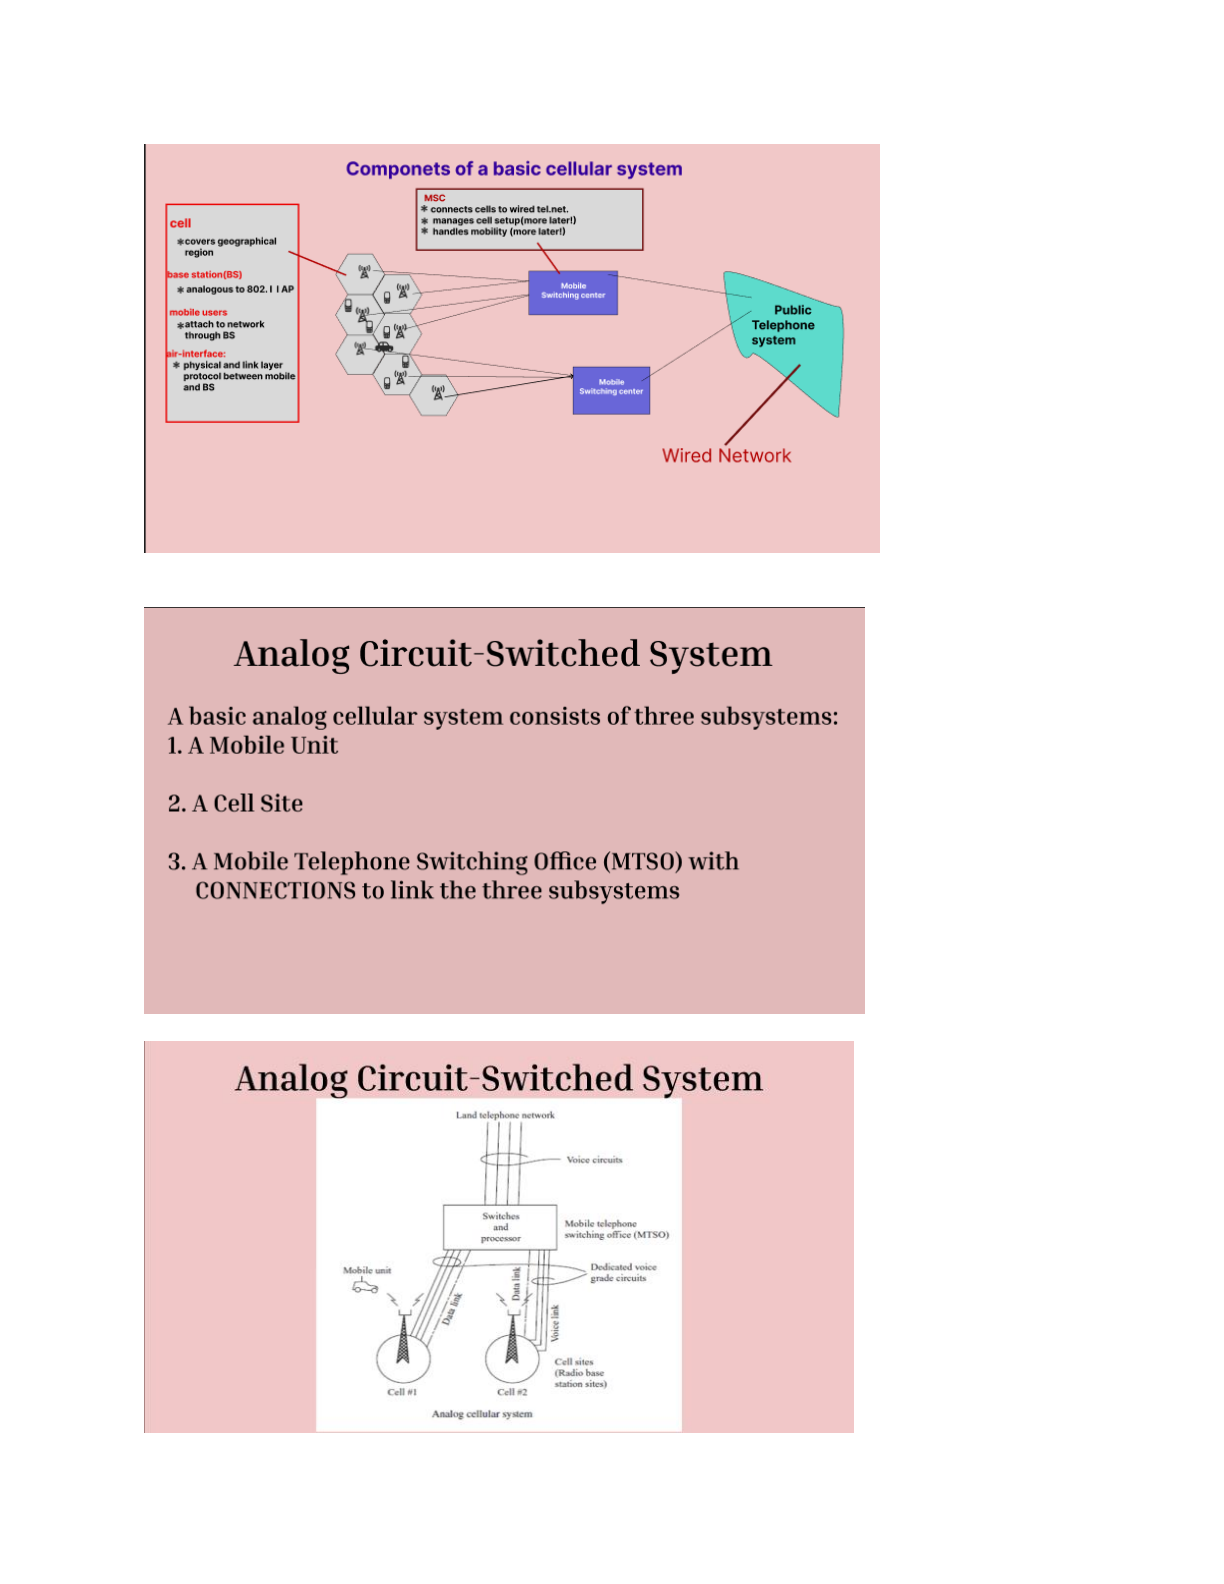 Componets of a basic cellular system
MSC
* connects cells to wired tel.net.
* manages cell setup(more later!)
* handles mobility (more later!)
cell
* covers geographical
region
base station(BS)
* analogous to 802. I I AP
mobile users
* attach to network
through BS
air-interface:
* physical and link layer
protocol between mobile
and BS
Mobile
Switching center
Mobile
Switching center
Public
Telephone
system
Wired Network
Analog Circuit-Switched System
A basic analog cellular system consists of three subsystems:
1. A Mobile Unit
2. A Cell Site
3. A Mobile Telephone Switching Office (MTSO) with
CONNECTIONS to link the three subsystems
Analog Circuit-Switched System
Land telephone network
Voice circuits
Switches
and
processor
Mobile telephone
switching office (MTSO)
Mobile unit
Dedicated voice
grade circuits
Data link
Data link
Voice link
Cell sites
(Radio base
station sites)
Cell #1
Cell #2
Analog cellular system